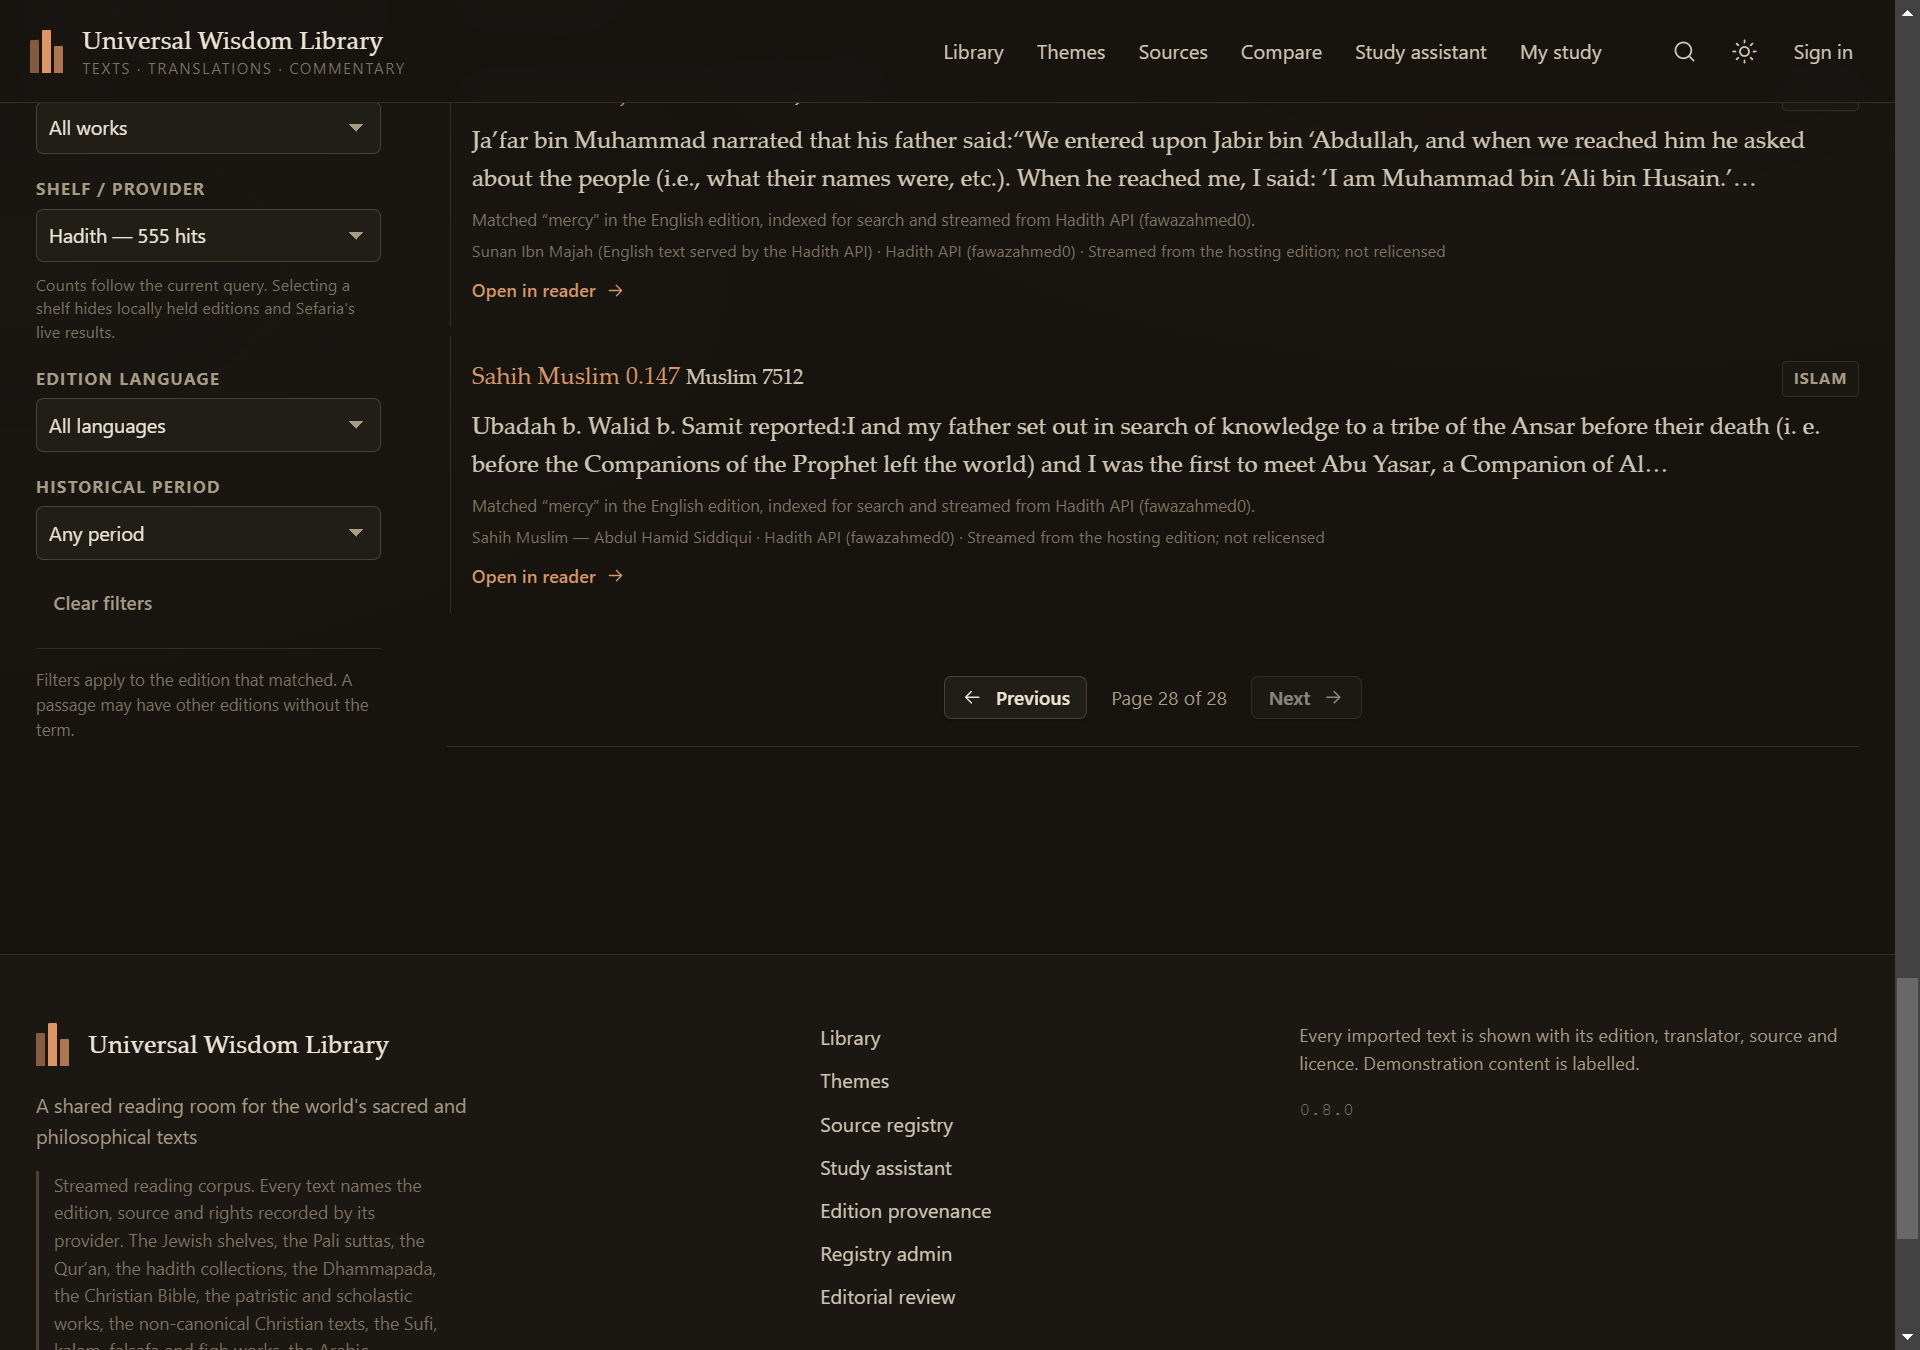 Universal Wisdom Library
TEXTS · TRANSLATIONS · COMMENTARY
Library
Themes
Sources
Compare
Study assistant
My study
Sign in
All works
SHELF / PROVIDER
Hadith — 555 hits
Counts follow the current query. Selecting a
shelf hides locally held editions and Sefaria's
live results.
EDITION LANGUAGE
All languages
HISTORICAL PERIOD
Any period
Clear filters
Filters apply to the edition that matched. A
passage may have other editions without the
term.
Ja’far bin Muhammad narrated that his father said:“We entered upon Jabir bin ‘Abdullah, and when we reached him he asked
about the people (i.e., what their names were, etc.). When he reached me, I said: ‘I am Muhammad bin ‘Ali bin Husain.’…
Matched “mercy” in the English edition, indexed for search and streamed from Hadith API (fawazahmed0).
Sunan Ibn Majah (English text served by the Hadith API) · Hadith API (fawazahmed0) · Streamed from the hosting edition; not relicensed
Open in reader →
Sahih Muslim 0.147 Muslim 7512
ISLAM
Ubadah b. Walid b. Samit reported:I and my father set out in search of knowledge to a tribe of the Ansar before their death (i. e.
before the Companions of the Prophet left the world) and I was the first to meet Abu Yasar, a Companion of Al…
Matched “mercy” in the English edition, indexed for search and streamed from Hadith API (fawazahmed0).
Sahih Muslim — Abdul Hamid Siddiqui · Hadith API (fawazahmed0) · Streamed from the hosting edition; not relicensed
Open in reader →
← Previous
Page 28 of 28
Next →
Universal Wisdom Library
A shared reading room for the world's sacred and
philosophical texts
Streamed reading corpus. Every text names the
edition, source and rights recorded by its
provider. The Jewish shelves, the Pali suttas, the
Qur’an, the hadith collections, the Dhammapada,
the Christian Bible, the patristic and scholastic
works, the non-canonical Christian texts, the Sufi,
kalam, falsafa and fiqh works, the Arabic
Library
Themes
Source registry
Study assistant
Edition provenance
Registry admin
Editorial review
Every imported text is shown with its edition, translator, source and
licence. Demonstration content is labelled.
0.8.0